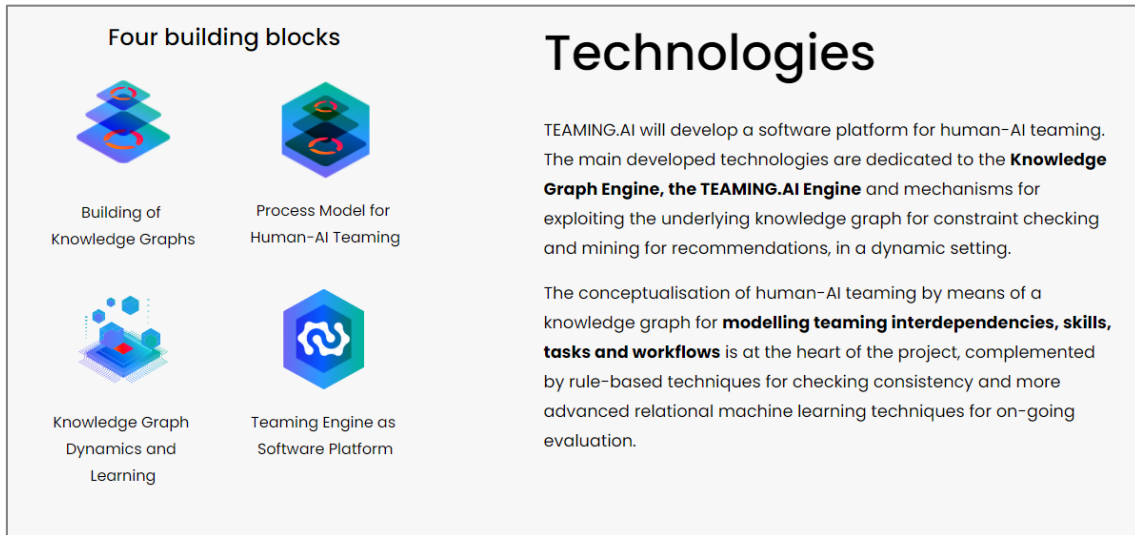 Four building blocks
Building of
Knowledge Graphs
Process Model for
Human-AI Teaming
Knowledge Graph
Dynamics and
Learning
Teaming Engine as
Software Platform
Technologies
TEAMING.AI will develop a software platform for human-AI teaming.
The main developed technologies are dedicated to the Knowledge
Graph Engine, the TEAMING.AI Engine and mechanisms for
exploiting the underlying knowledge graph for constraint checking
and mining for recommendations, in a dynamic setting.
The conceptualisation of human-AI teaming by means of a
knowledge graph for modelling teaming interdependencies, skills,
tasks and workflows is at the heart of the project, complemented
by rule-based techniques for checking consistency and more
advanced relational machine learning techniques for on-going
evaluation.